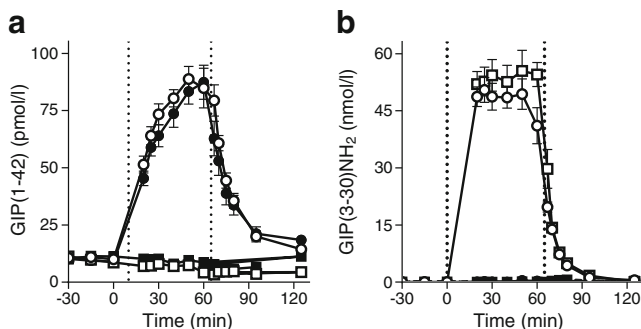 a
GIP(1-42) (pmol/l)
100
75
50
25
0
-30 0 30 60 90 120
Time (min)
b
GIP(3-30)NH₂ (nmol/l)
60
45
30
15
0
-30 0 30 60 90 120
Time (min)